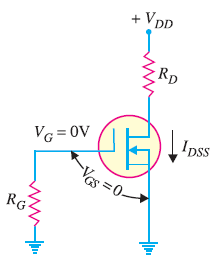 + V_DD
R_D
V_G = 0V
I_DSS
V_GS = 0
R_G